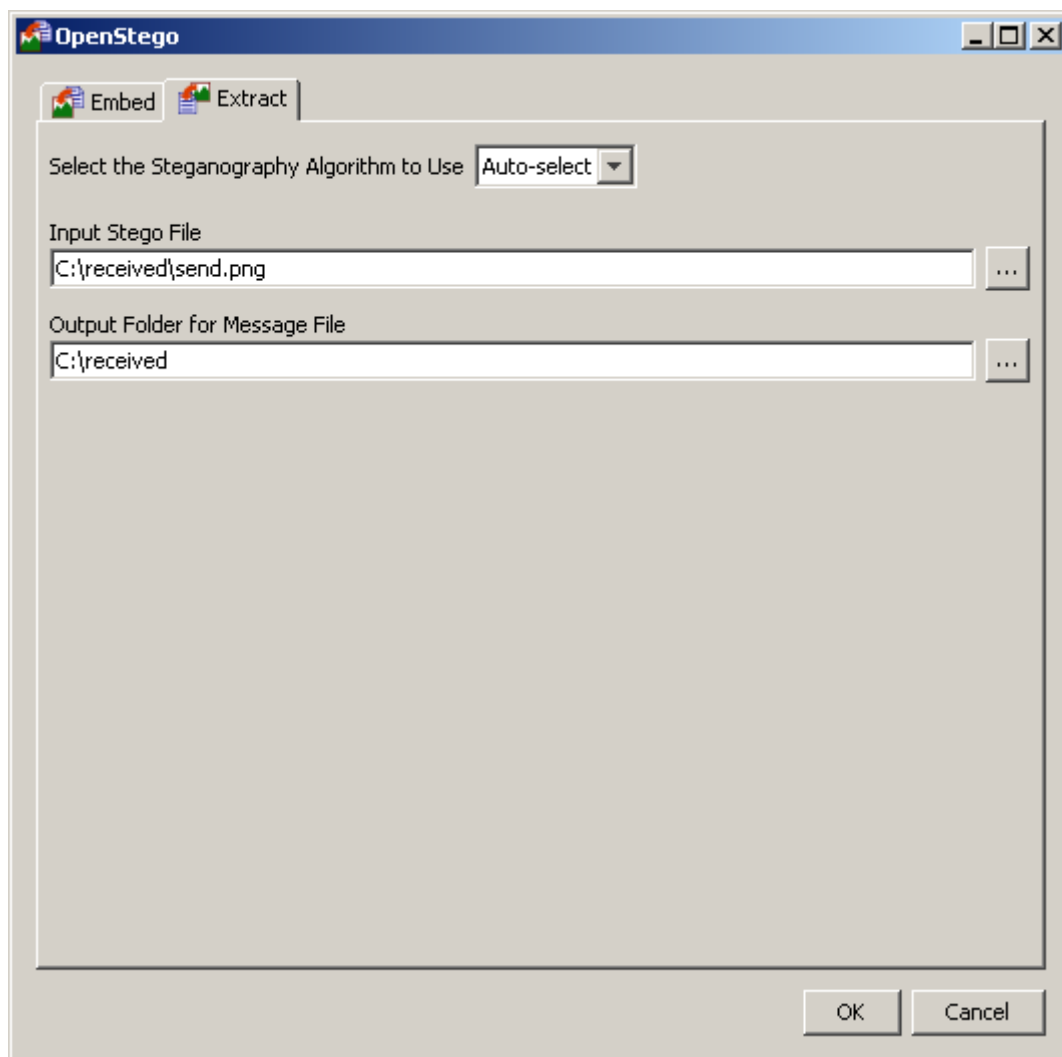 OpenStego
Embed Extract
Select the Steganography Algorithm to Use Auto-select
Input Stego File
C:\received\send.png
...
Output Folder for Message File
C:\received
...
OK Cancel